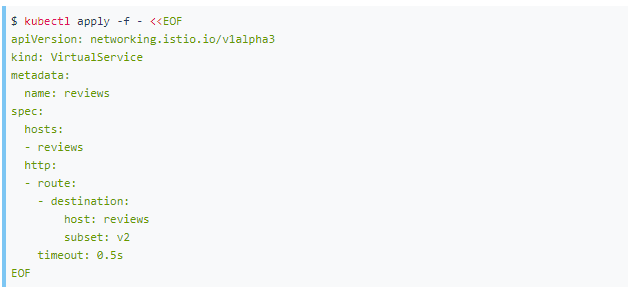 $ kubectl apply -f - <<EOF
apiVersion: networking.istio.io/v1alpha3
kind: VirtualService
metadata:
  name: reviews
spec:
  hosts:
  - reviews
  http:
  - route:
    - destination:
        host: reviews
        subset: v2
    timeout: 0.5s
EOF